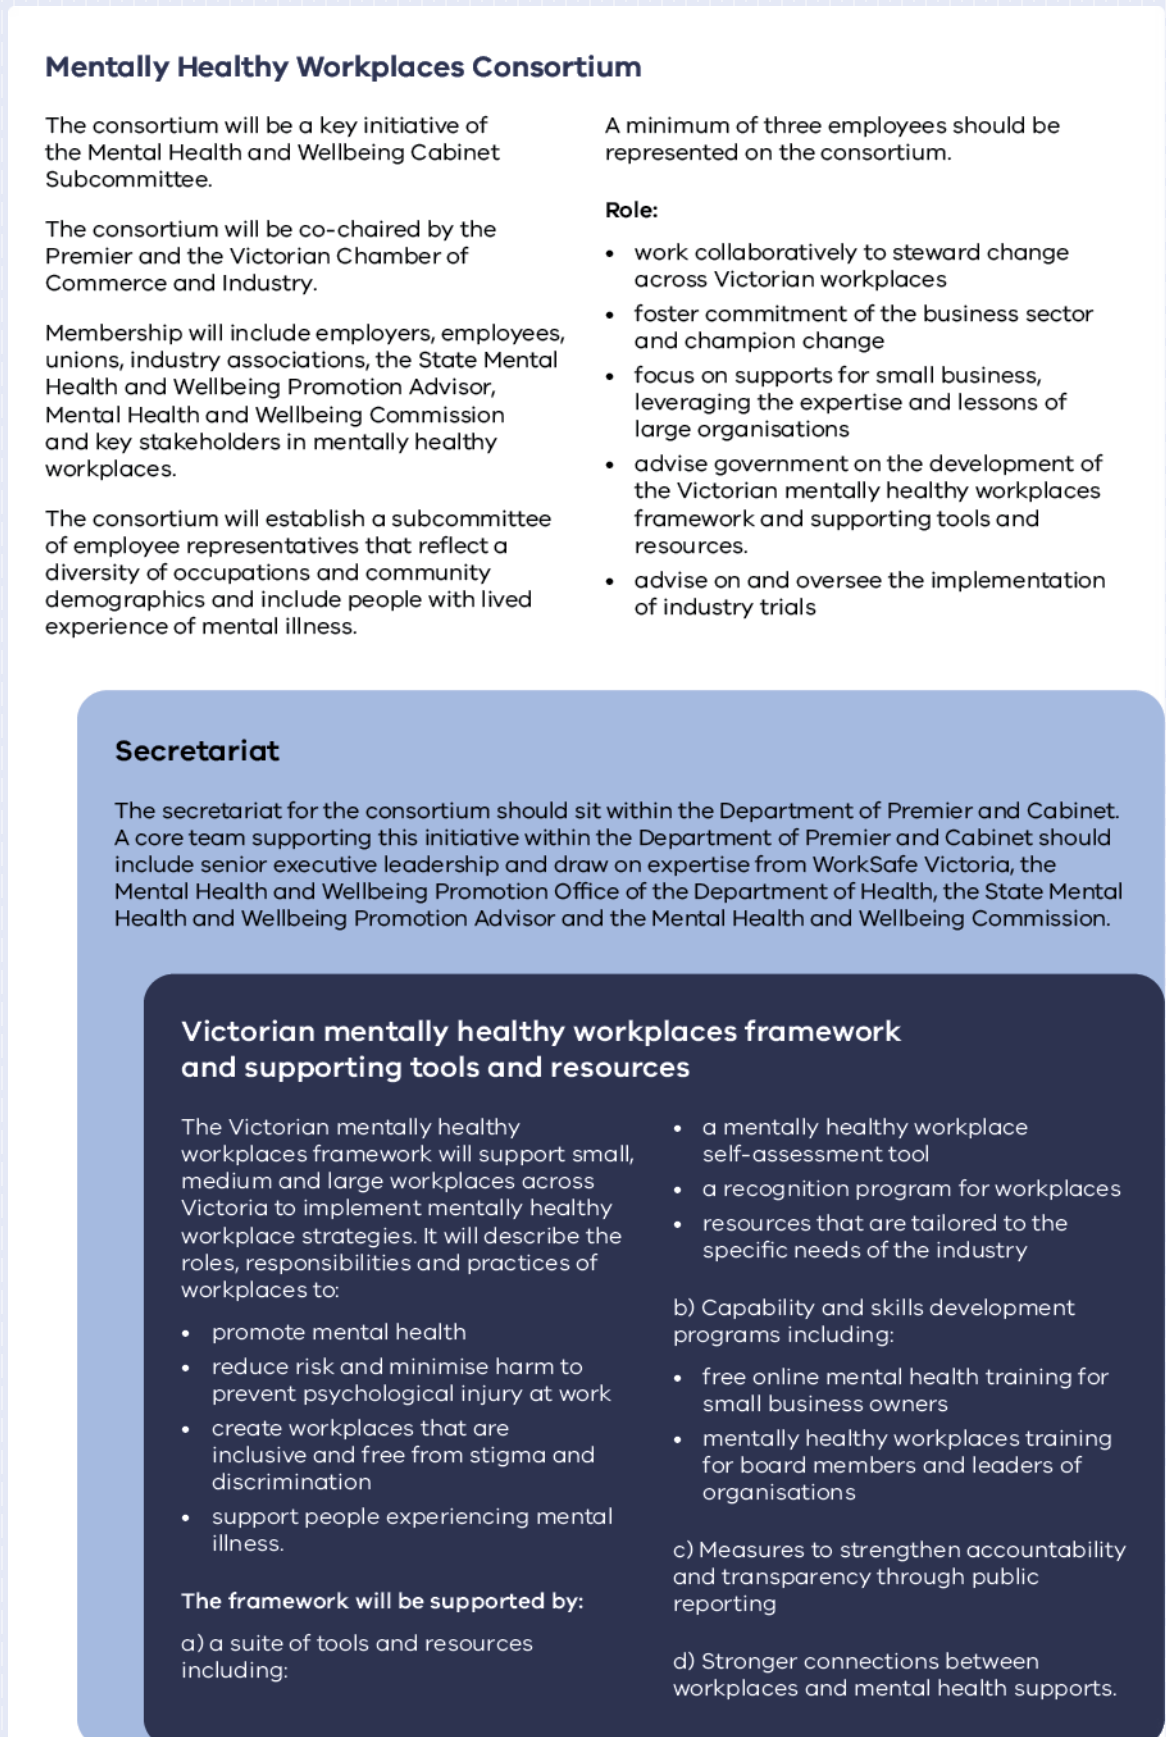 Mentally Healthy Workplaces Consortium
The consortium will be a key initiative of
the Mental Health and Wellbeing Cabinet
Subcommittee.
The consortium will be co-chaired by the
Premier and the Victorian Chamber of
Commerce and Industry.
Membership will include employers, employees,
unions, industry associations, the State Mental
Health and Wellbeing Promotion Advisor,
Mental Health and Wellbeing Commission
and key stakeholders in mentally healthy
workplaces.
The consortium will establish a subcommittee
of employee representatives that reflect a
diversity of occupations and community
demographics and include people with lived
experience of mental illness.
A minimum of three employees should be
represented on the consortium.
Role:
• work collaboratively to steward change
across Victorian workplaces
• foster commitment of the business sector
and champion change
• focus on supports for small business,
leveraging the expertise and lessons of
large organisations
• advise government on the development of
the Victorian mentally healthy workplaces
framework and supporting tools and
resources.
• advise on and oversee the implementation
of industry trials
Secretariat
The secretariat for the consortium should sit within the Department of Premier and Cabinet.
A core team supporting this initiative within the Department of Premier and Cabinet should
include senior executive leadership and draw on expertise from WorkSafe Victoria, the
Mental Health and Wellbeing Promotion Office of the Department of Health, the State Mental
Health and Wellbeing Promotion Advisor and the Mental Health and Wellbeing Commission.
Victorian mentally healthy workplaces framework
and supporting tools and resources
The Victorian mentally healthy
workplaces framework will support small,
medium and large workplaces across
Victoria to implement mentally healthy
workplace strategies. It will describe the
roles, responsibilities and practices of
workplaces to:
• promote mental health
• reduce risk and minimise harm to
prevent psychological injury at work
• create workplaces that are
inclusive and free from stigma and
discrimination
• support people experiencing mental
illness.
The framework will be supported by:
a) a suite of tools and resources
including:
• a mentally healthy workplace
self-assessment tool
• a recognition program for workplaces
• resources that are tailored to the
specific needs of the industry
b) Capability and skills development
programs including:
• free online mental health training for
small business owners
• mentally healthy workplaces training
for board members and leaders of
organisations
c) Measures to strengthen accountability
and transparency through public
reporting
d) Stronger connections between
workplaces and mental health supports.